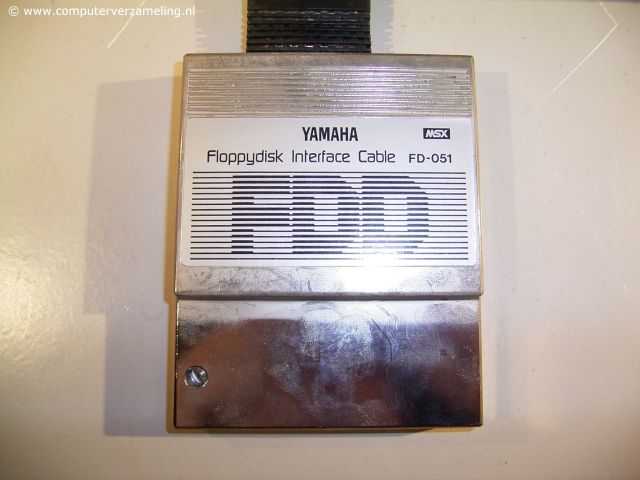 © www.computerverzameling.nl
YAMAHA MSX
Floppydisk Interface Cable FD-051
FDD